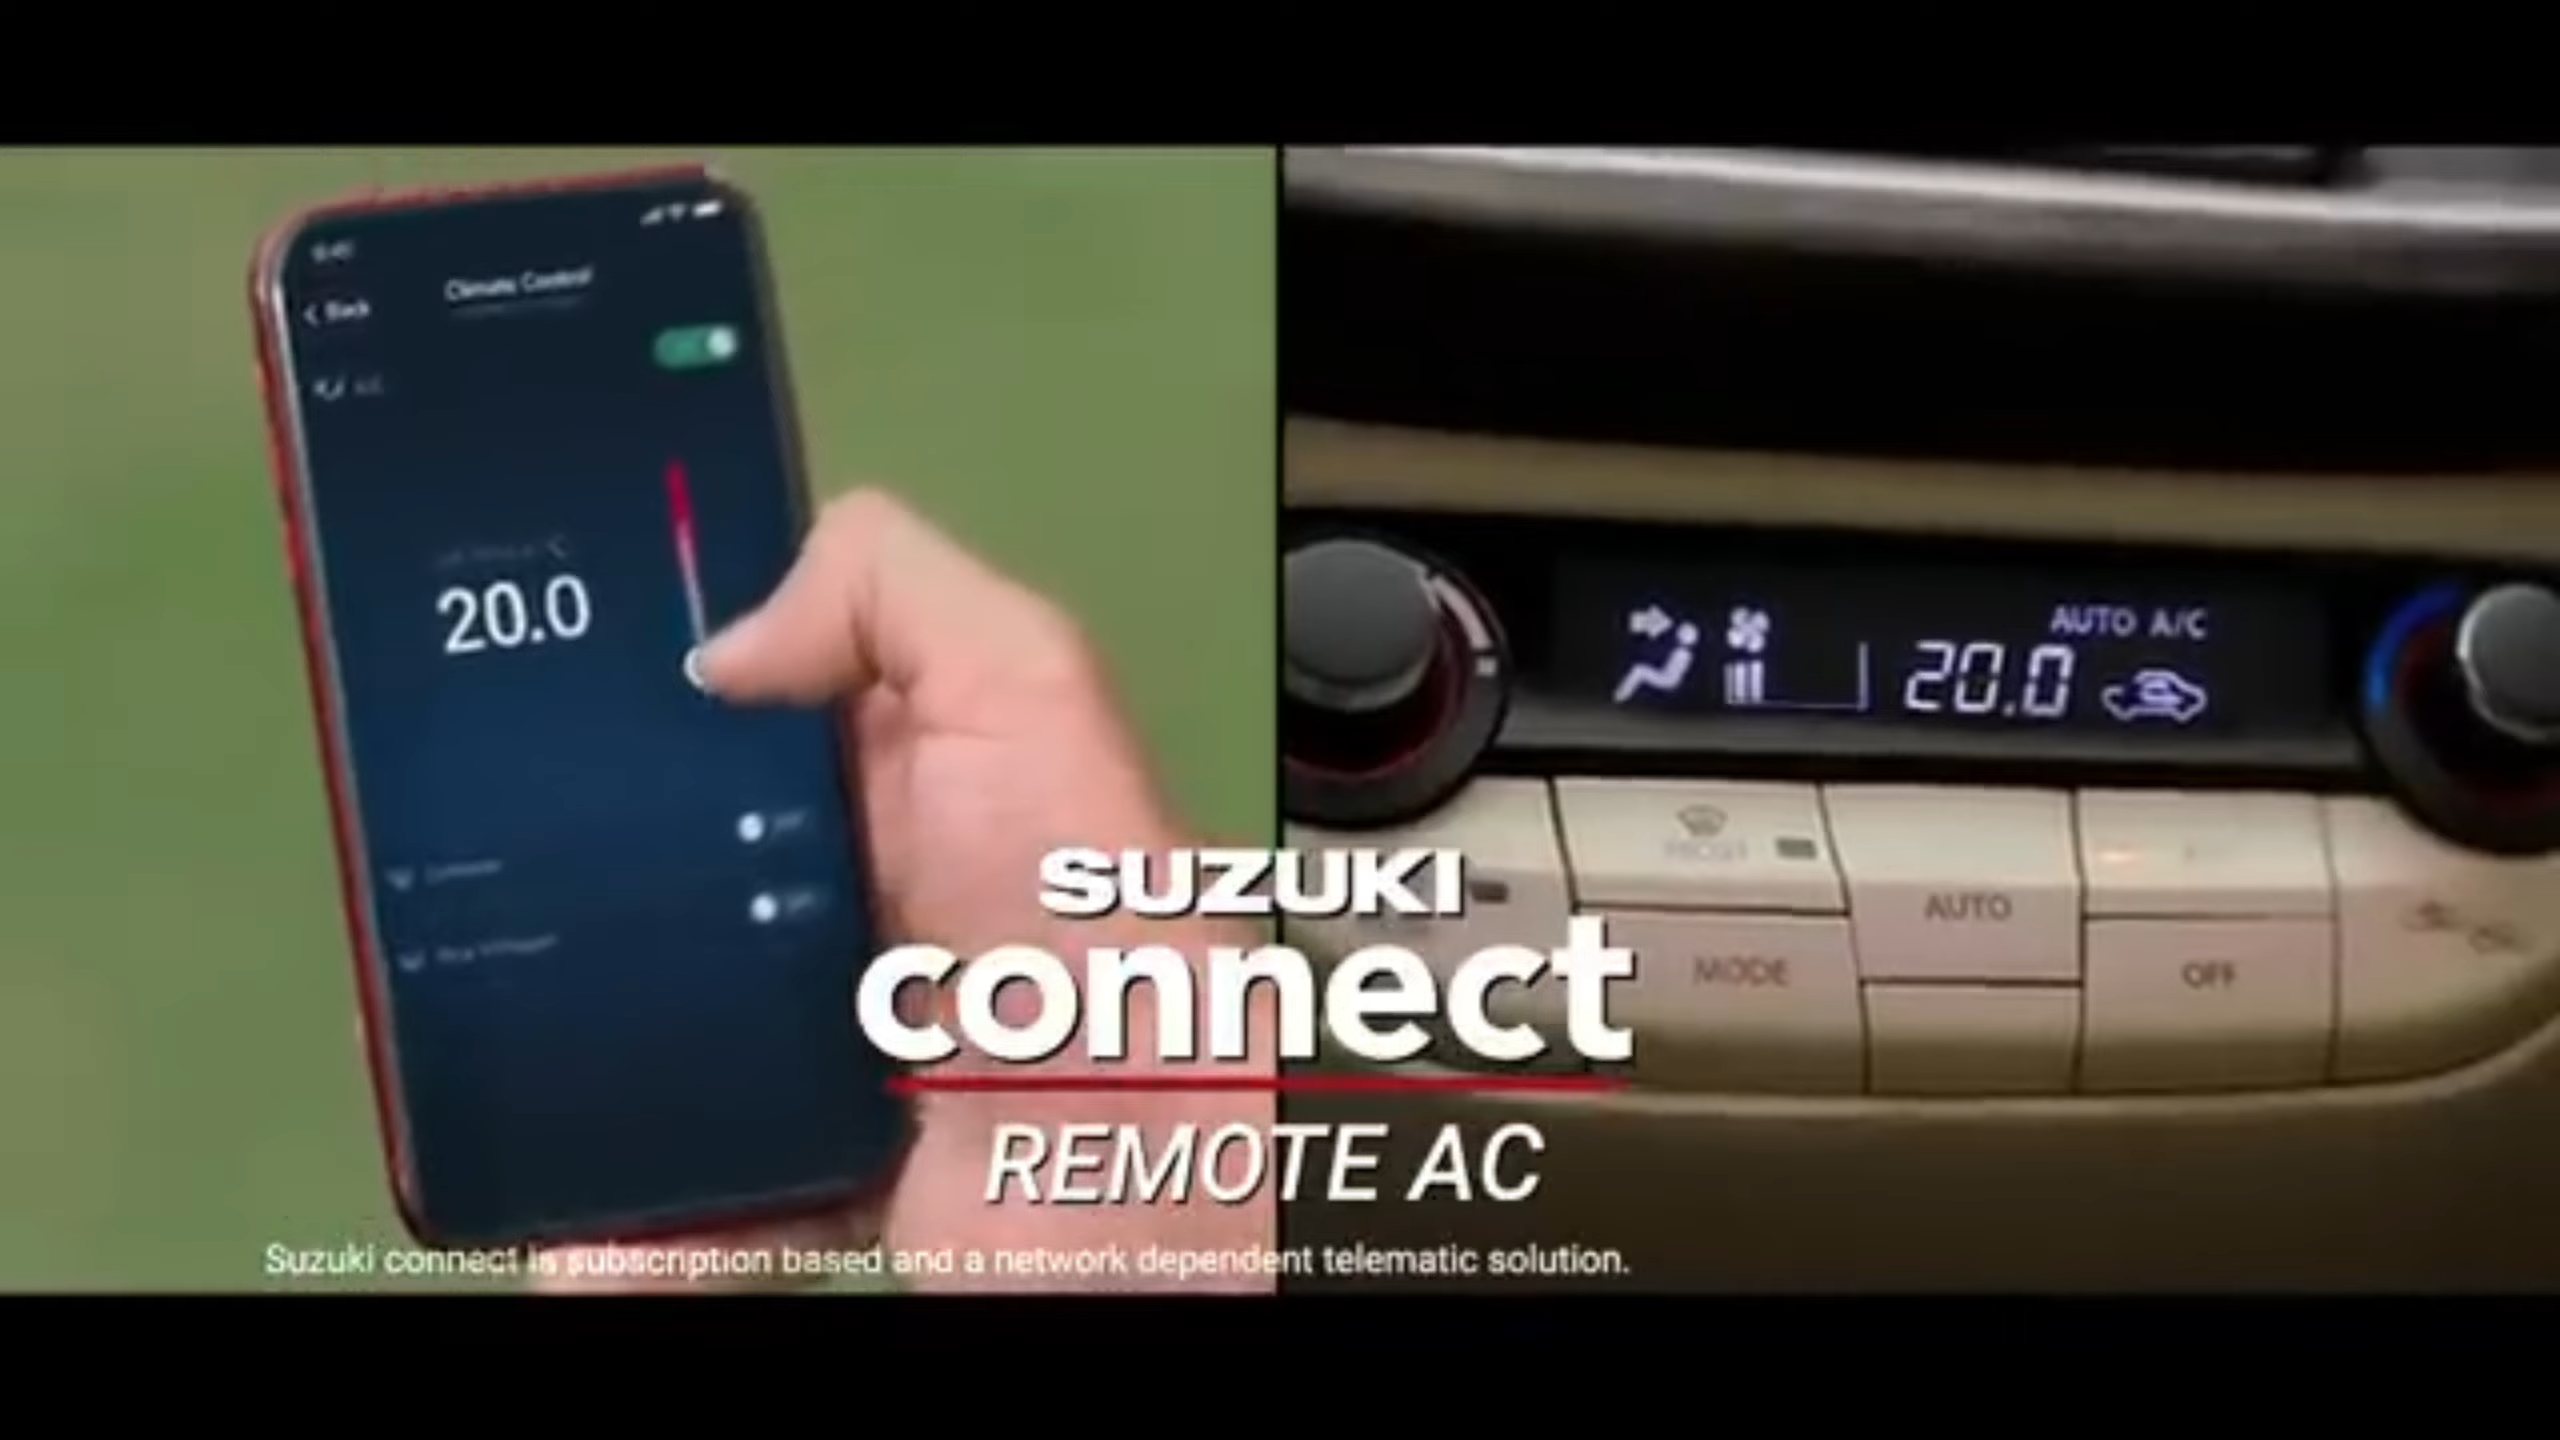 Climate Control
< Back
20.0
AUTO A/C
20.0
FRONT
AUTO
MODE
OFF
SUZUKI
connect
REMOTE AC
Suzuki connect is subscription based and a network dependent telematic solution.